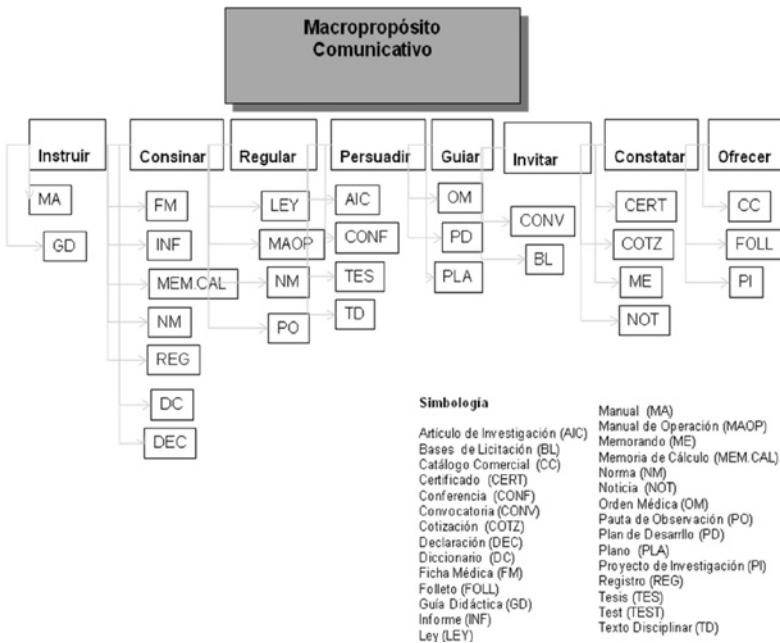 Macropropósito
Comunicativo
Instruir
Consinar
Regular
Persuadir
Guiar
Invitar
Constatar
Ofrecer
MA
GD
FM
INF
MEM.CAL
NM
REG
DC
DEC
LEY
MAOP
NM
PO
AIC
CONF
TES
TD
OM
PD
PLA
CONV
BL
CERT
COTZ
ME
NOT
CC
FOLL
PI
Simbología
Artículo de Investigación (AIC)
Bases de Licitación (BL)
Catálogo Comercial (CC)
Certificado (CERT)
Conferencia (CONF)
Convocatoria (CONV)
Cotización (COTZ)
Declaración (DEC)
Diccionario (DC)
Ficha Médica (FM)
Folleto (FOLL)
Guía Didáctica (GD)
Informe (INF)
Ley (LEY)
Manual (MA)
Manual de Operación (MAOP)
Memorando (ME)
Memoria de Cálculo (MEM.CAL)
Norma (NM)
Noticia (NOT)
Orden Médica (OM)
Pauta de Observación (PO)
Plan de Desarrllo (PD)
Plano (PLA)
Proyecto de Investigación (PI)
Registro (REG)
Tesis (TES)
Test (TEST)
Texto Disciplinar (TD)